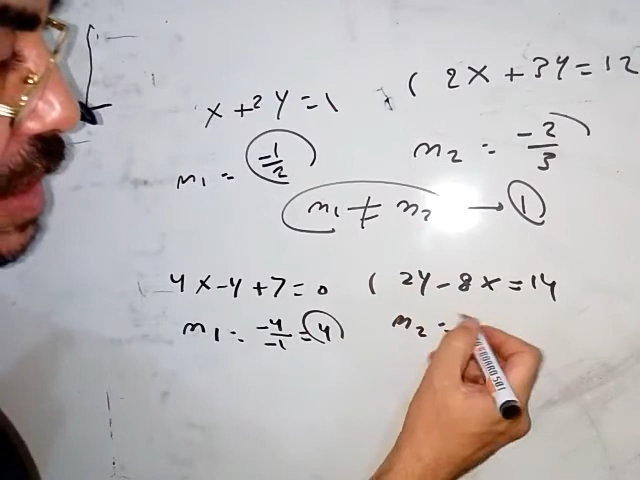 x + 2y = 1 , ( 2x + 3y = 12
m1 = -1/2 m2 = -2/3
m1 ≠ m2 → 1
4x - y + 7 = 0 ( 2y - 8x = 14
m1 = -4/-1 = 4 m2 =